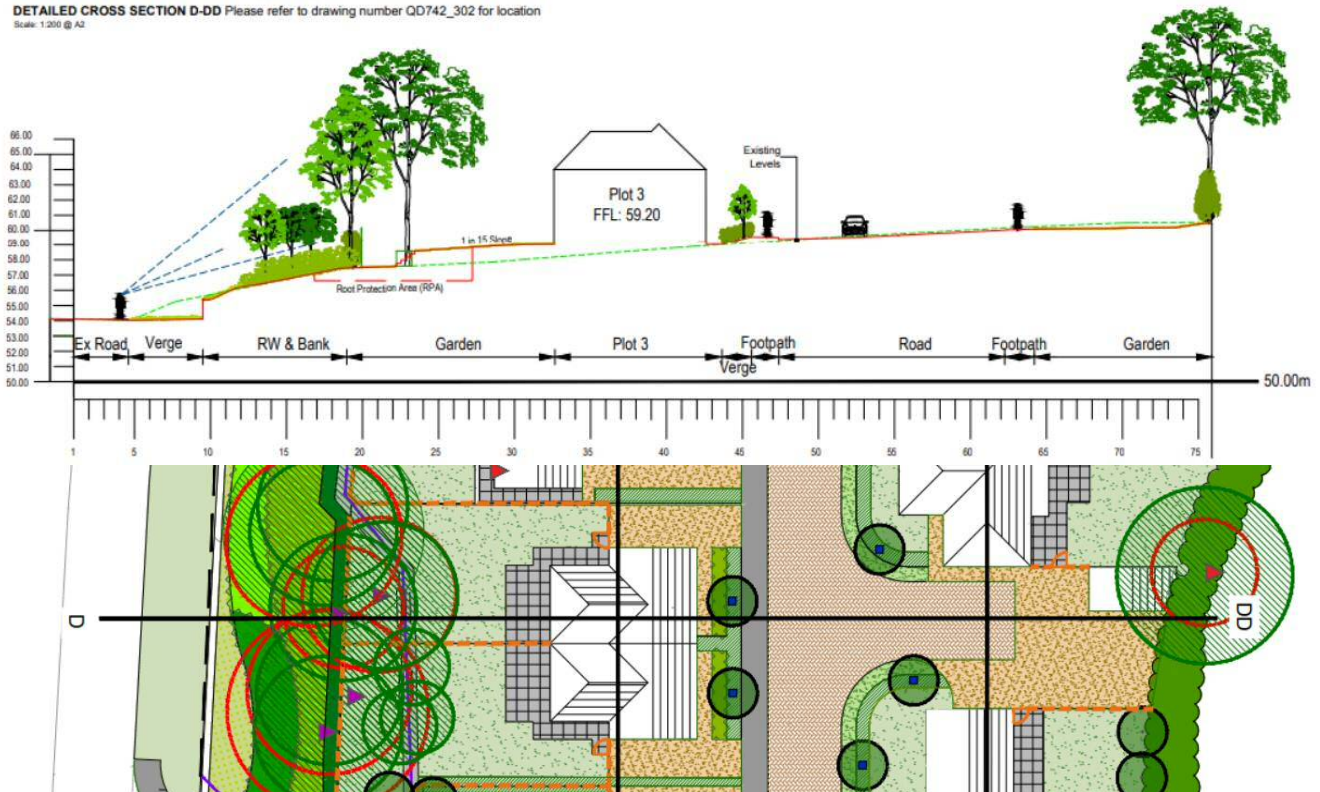 DETAILED CROSS SECTION D-DD Please refer to drawing number QD742_302 for location
Scale: 1:200 @ A2
66.00
65.00
64.00
63.00
62.00
61.00
60.00
59.00
58.00
57.00
56.00
55.00
54.00
53.00
52.00
51.00
50.00
Existing
Levels
Plot 3
FFL: 59.20
1 in 15 Slope
Root Protection Area (RPA)
Ex Road
Verge
RW & Bank
Garden
Plot 3
Footpath
Verge
Road
Footpath
Garden
50.00m
1 5 10 15 20 25 30 35 40 45 50 55 60 65 70 75
D
DD